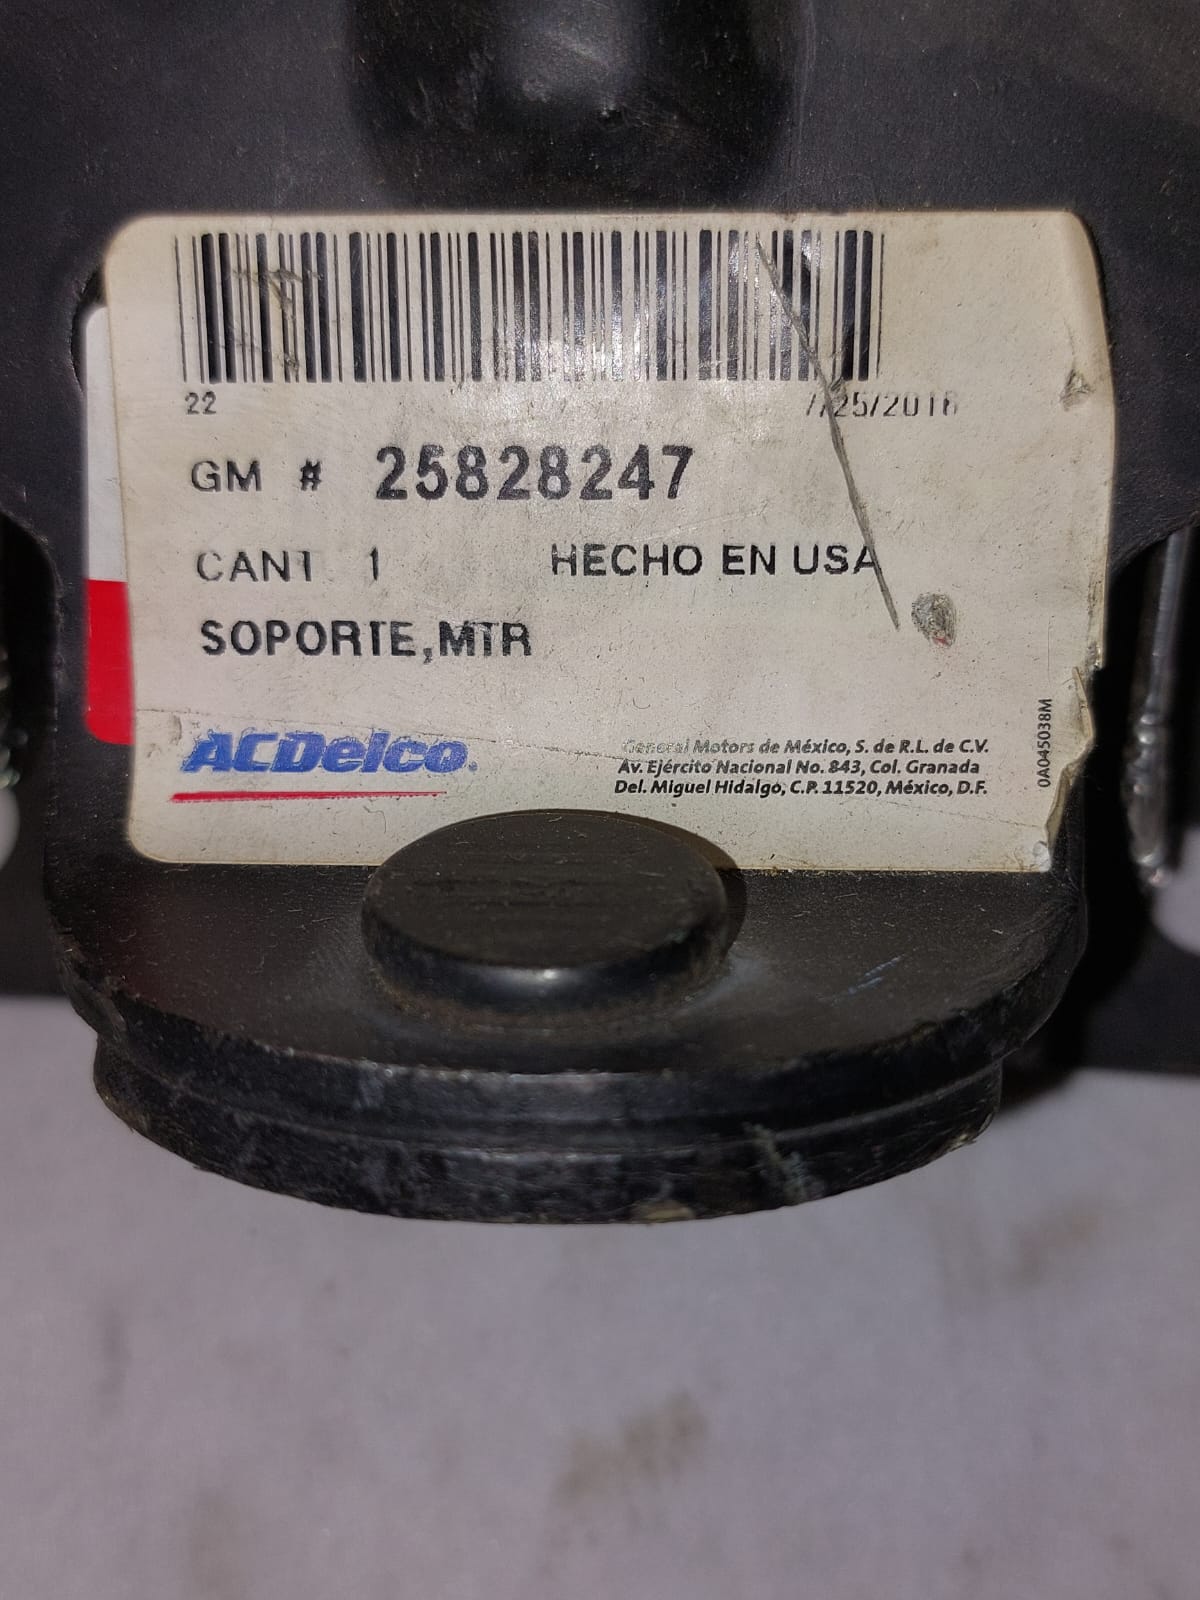 22 7/25/2016
GM # 25828247
CANT 1 HECHO EN USA
SOPORTE,MTR
ACDelco.
General Motors de México, S. de R.L. de C.V.
Av. Ejército Nacional No. 843, Col. Granada
Del. Miguel Hidalgo, C.P. 11520, México, D.F.
0A045038M